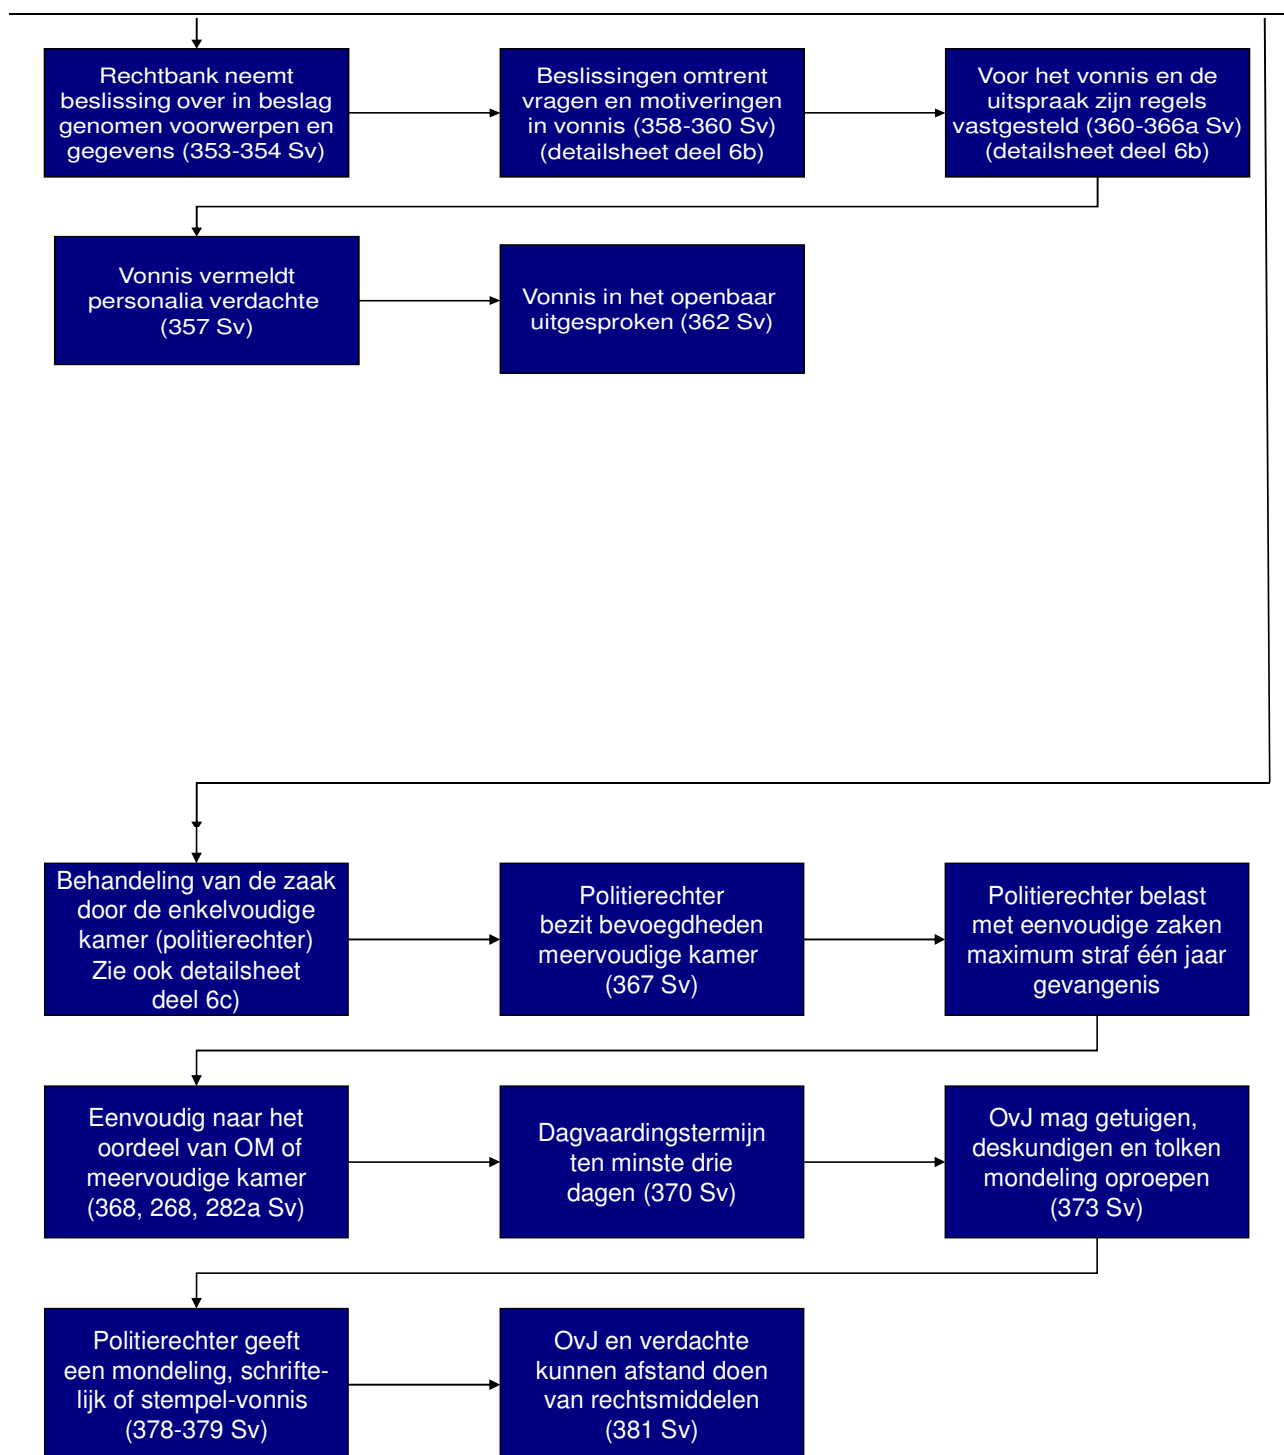 Rechtbank neemt
beslissing over in beslag
genomen voorwerpen en
gegevens (353-354 Sv)
Beslissingen omtrent
vragen en motiveringen
in vonnis (358-360 Sv)
(detailsheet deel 6b)
Voor het vonnis en de
uitspraak zijn regels
vastgesteld (360-366a Sv)
(detailsheet deel 6b)
Vonnis vermeldt
personalia verdachte
(357 Sv)
Vonnis in het openbaar
uitgesproken (362 Sv)
Behandeling van de zaak
door de enkelvoudige
kamer (politierechter)
Zie ook detailsheet
deel 6c)
Politierechter
bezit bevoegdheden
meervoudige kamer
(367 Sv)
Politierechter belast
met eenvoudige zaken
maximum straf één jaar
gevangenis
Eenvoudig naar het
oordeel van OM of
meervoudige kamer
(368, 268, 282a Sv)
Dagvaardingstermijn
ten minste drie
dagen (370 Sv)
OvJ mag getuigen,
deskundigen en tolken
mondeling oproepen
(373 Sv)
Politierechter geeft
een mondeling, schrifte-
lijk of stempel-vonnis
(378-379 Sv)
OvJ en verdachte
kunnen afstand doen
van rechtsmiddelen
(381 Sv)